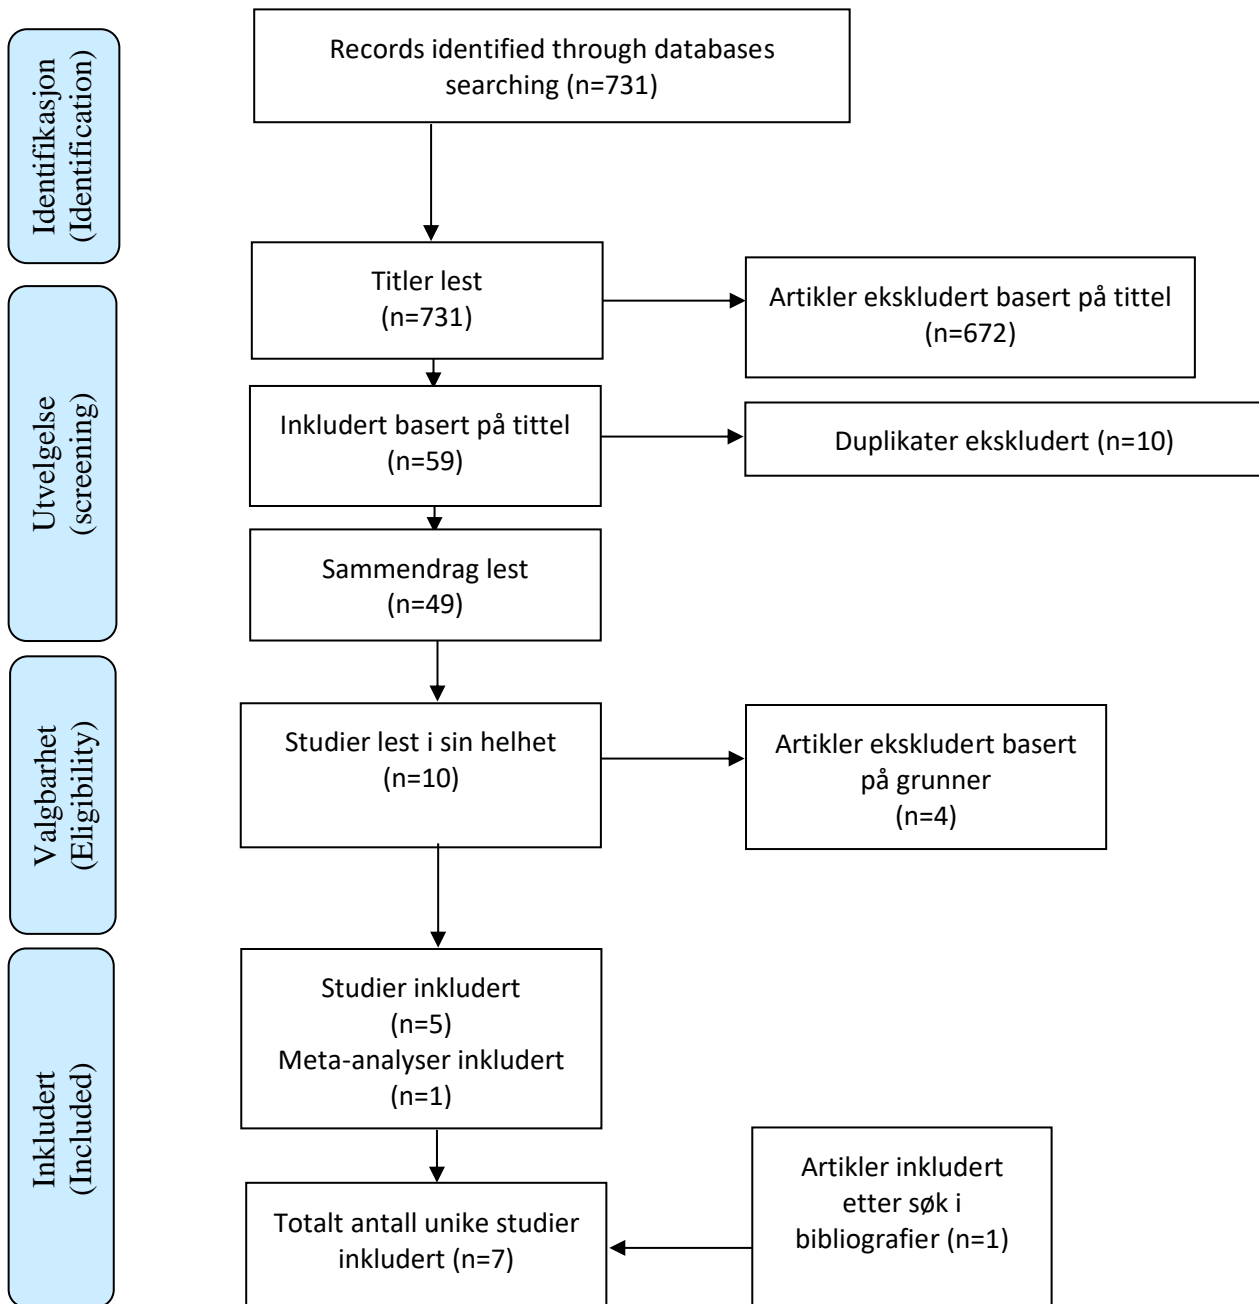 Identifikasjon
(Identification)
Records identified through databases
searching (n=731)
Utvelgelse
(screening)
Titler lest
(n=731)
Artikler ekskludert basert på tittel
(n=672)
Inkludert basert på tittel
(n=59)
Duplikater ekskludert (n=10)
Sammendrag lest
(n=49)
Valgbarhet
(Eligibility)
Studier lest i sin helhet
(n=10)
Artikler ekskludert basert
på grunner
(n=4)
Inkludert
(Included)
Studier inkludert
(n=5)
Meta-analyser inkludert
(n=1)
Totalt antall unike studier
inkludert (n=7)
Artikler inkludert
etter søk i
bibliografier (n=1)